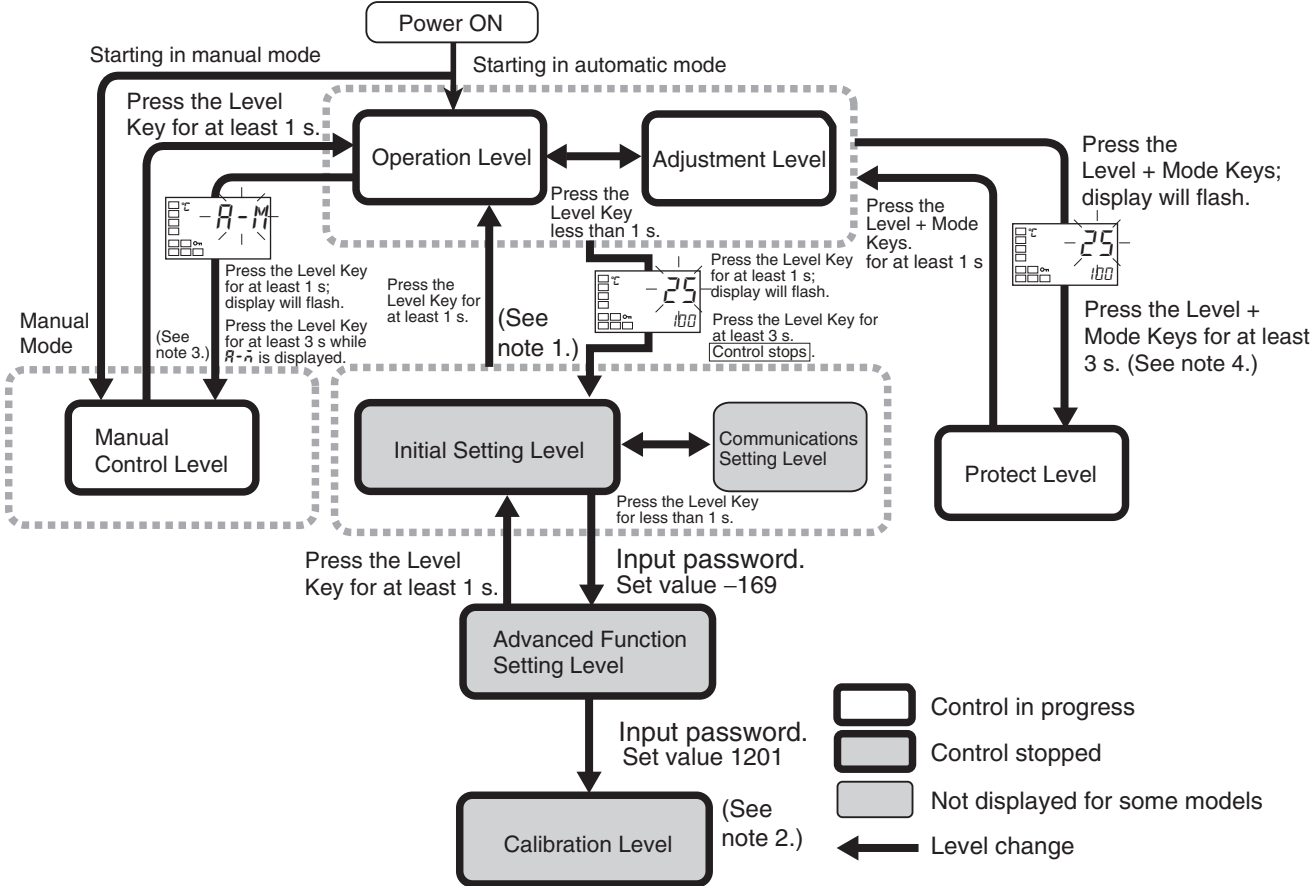 Power ON
Starting in manual mode
Starting in automatic mode
Press the Level
Key for at least 1 s.
Operation Level
Adjustment Level
Press the
Level Key
less than 1 s.
Press the
Level + Mode
Keys.
for at least 1 s
Press the
Level + Mode Keys;
display will flash.
°C
A-M
Press the Level Key
for at least 1 s;
display will flash.
Press the Level Key
for at least 3 s while
A-M is displayed.
(See
note 3.)
Manual
Mode
Press the
Level Key for
at least 1 s.
(See
note 1.)
°C
25
100
Press the Level Key
for at least 1 s;
display will flash.
Press the Level Key for
at least 3 s.
Control stops.
°C
25
100
Press the Level +
Mode Keys for at least
3 s. (See note 4.)
Manual
Control Level
Initial Setting Level
Communications
Setting Level
Protect Level
Press the Level Key
for less than 1 s.
Press the Level
Key for at least 1 s.
Input password.
Set value −169
Advanced Function
Setting Level
Input password.
Set value 1201
Calibration Level
(See
note 2.)
Control in progress
Control stopped
Not displayed for some models
Level change